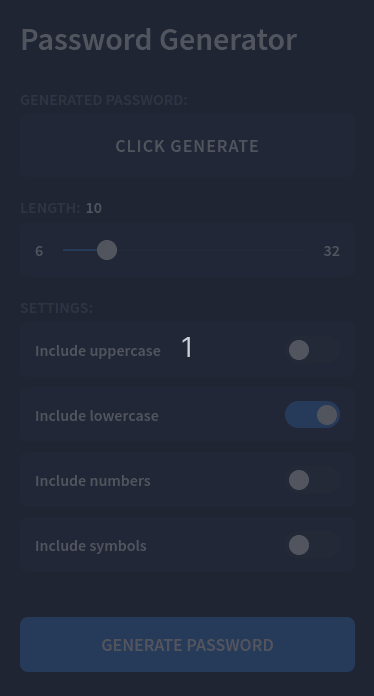 Password Generator
GENERATED PASSWORD:
CLICK GENERATE
LENGTH: 10
6 32
SETTINGS:
Include uppercase
1
Include lowercase
Include numbers
Include symbols
GENERATE PASSWORD